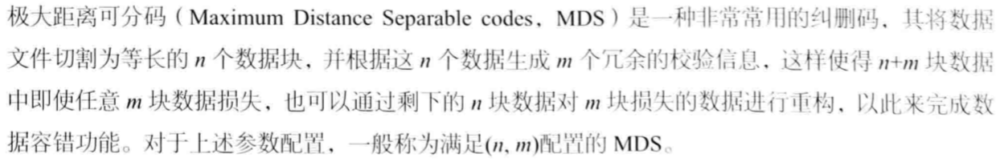 极大距离可分码（Maximum Distance Separable codes，MDS）是一种非常常用的纠删码，其将数据
文件切割为等长的 n 个数据块，并根据这 n 个数据生成 m 个冗余的校验信息，这样使得 n+m 块数据
中即使任意 m 块数据损失，也可以通过剩下的 n 块数据对 m 块损失的数据进行重构，以此来完成数
据容错功能。对于上述参数配置，一般称为满足(n, m)配置的 MDS。